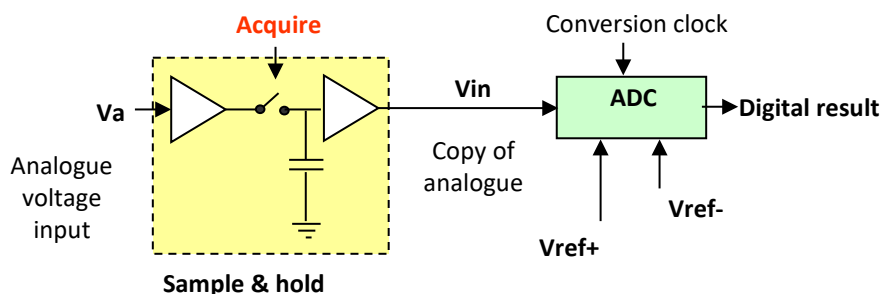 Acquire
Conversion clock
Va
Vin
ADC
Digital result
Analogue
voltage
input
Copy of
analogue
Vref-
Vref+
Sample & hold